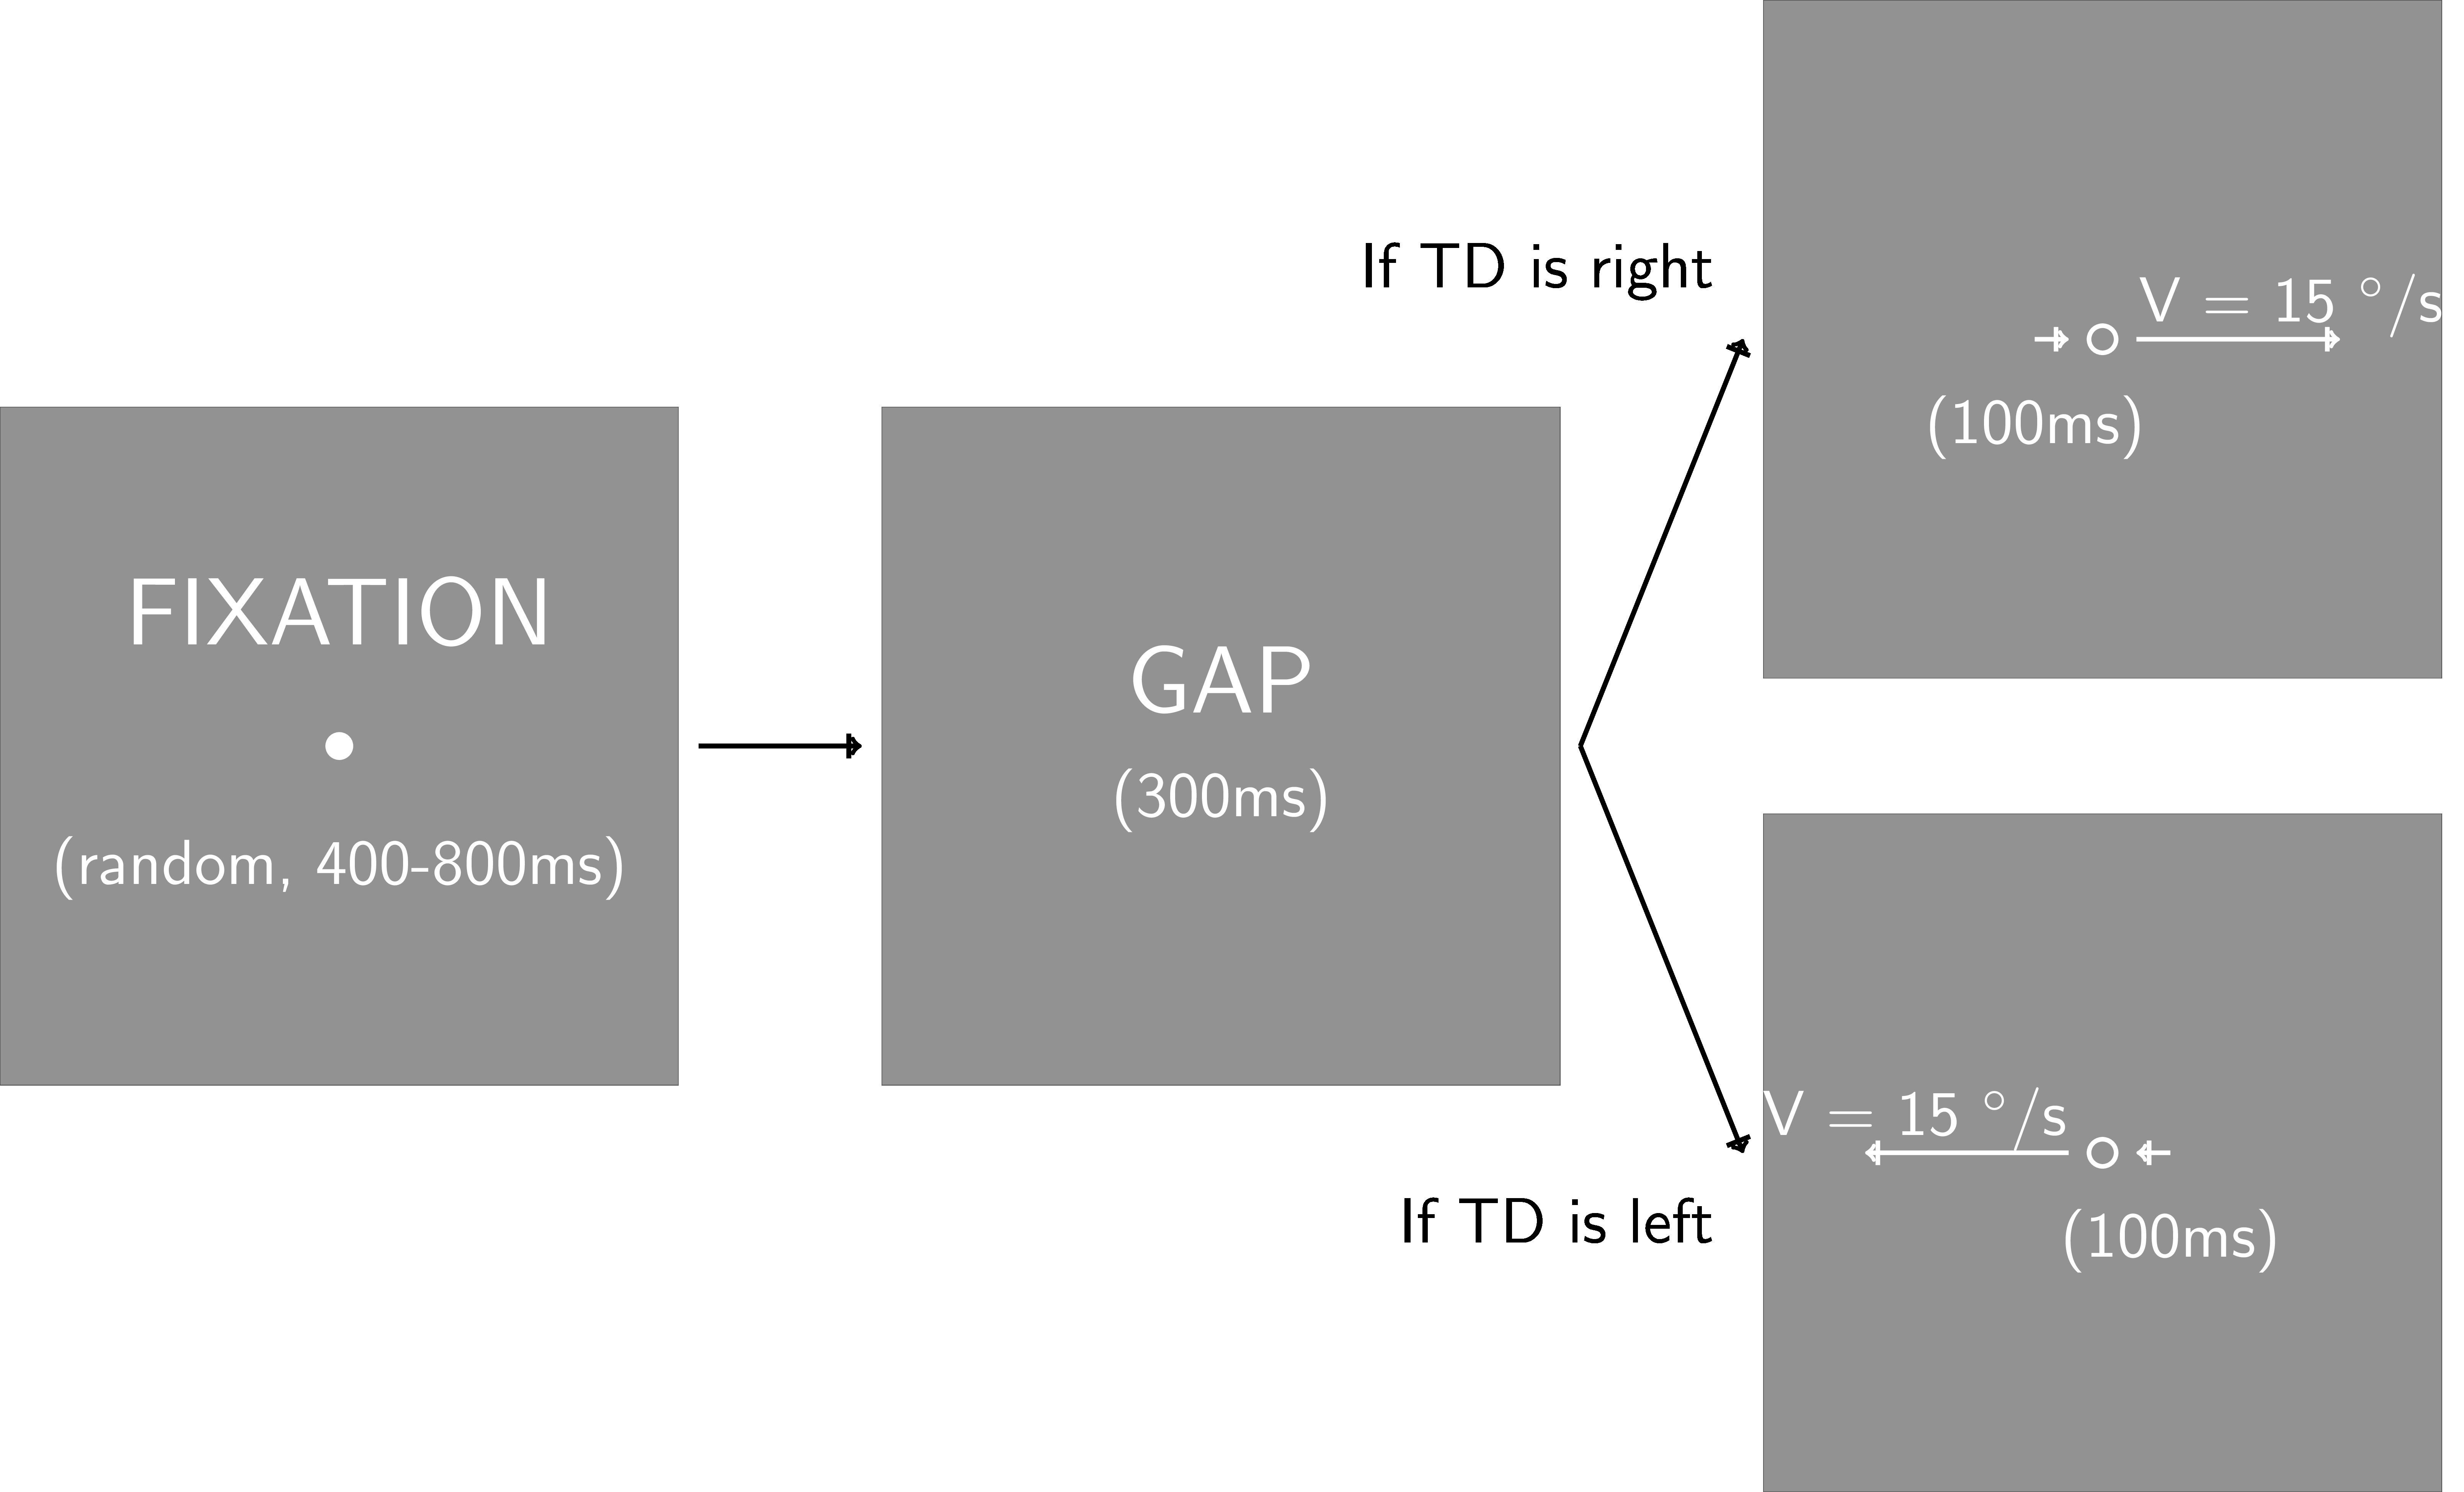 FIXATION
(random, 400-800ms)
GAP
(300ms)
If TD is right
V = 15 °/s
(100ms)
If TD is left
V = 15 °/s
(100ms)